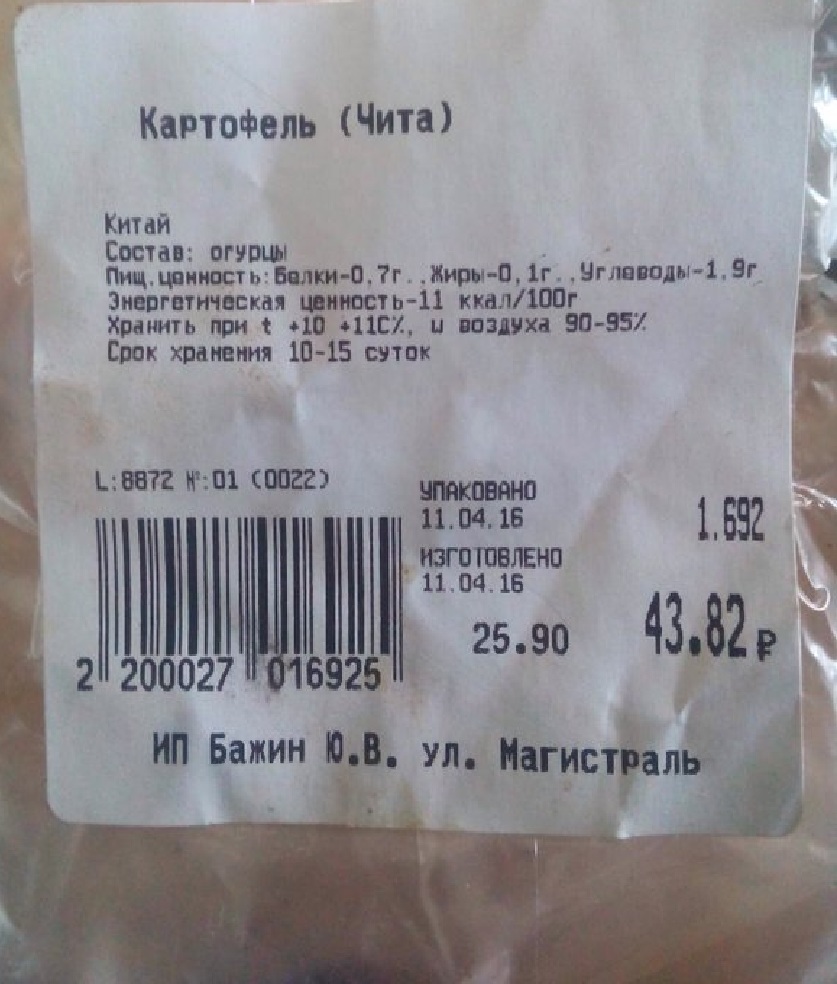 Картофель (Чита)
Китай
Состав: огурцы
Пищ.ценность:Белки-0,7г..,Жиры-0,1г..,Углеводы-1,9г
Энергетическая ценность-11 ккал/100г
Хранить при t +10 +11С%, и воздуха 90-95%
Срок хранения 10-15 суток
L:8872 №:01 (0022)
УПАКОВАНО
11.04.16
1.692
ИЗГОТОВЛЕНО
11.04.16
25.90
43.82 ₽
2 200027 016925
ИП Бажин Ю.В. ул. Магистраль